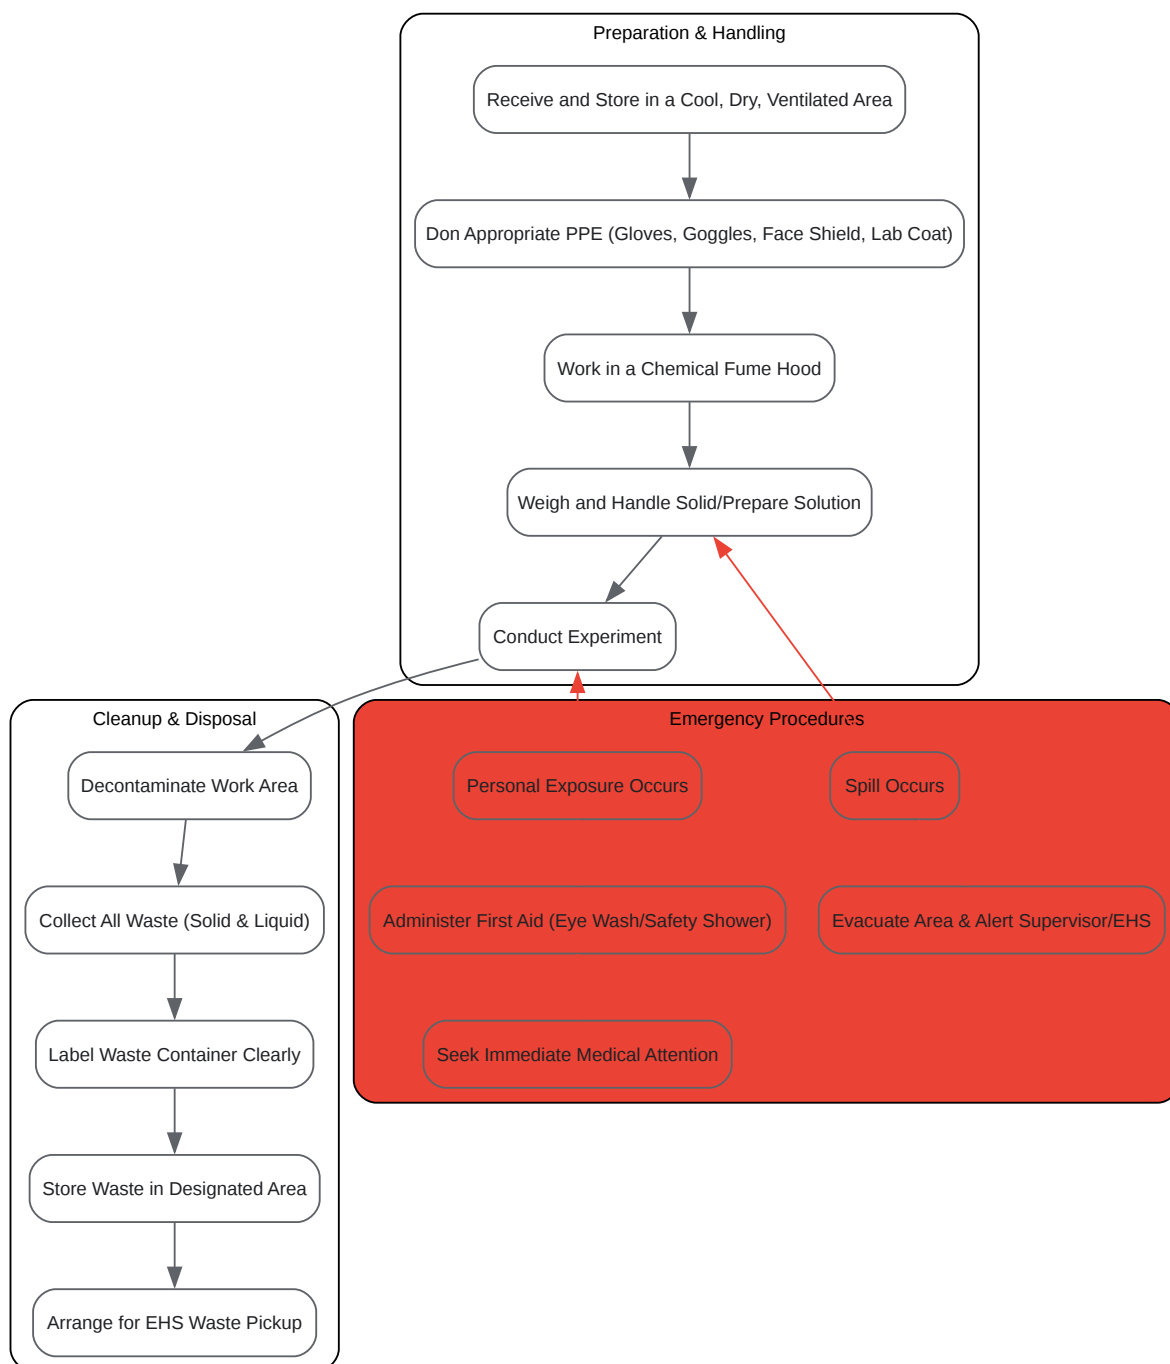 Preparation & Handling
Receive and Store in a Cool, Dry, Ventilated Area
Don Appropriate PPE (Gloves, Goggles, Face Shield, Lab Coat)
Work in a Chemical Fume Hood
Weigh and Handle Solid/Prepare Solution
Conduct Experiment
Cleanup & Disposal
Decontaminate Work Area
Collect All Waste (Solid & Liquid)
Label Waste Container Clearly
Store Waste in Designated Area
Arrange for EHS Waste Pickup
Emergency Procedures
Personal Exposure Occurs
Spill Occurs
Administer First Aid (Eye Wash/Safety Shower)
Evacuate Area & Alert Supervisor/EHS
Seek Immediate Medical Attention